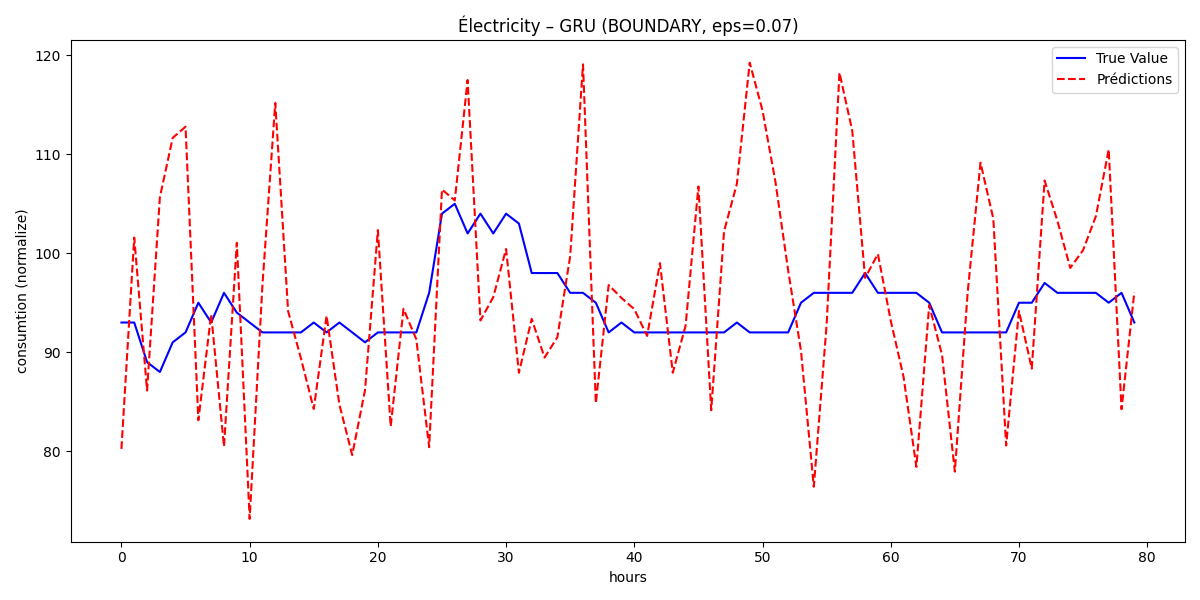 Électricity – GRU (BOUNDARY, eps=0.07)
True Value
Prédictions
consumtion (normalize)
120
110
100
90
80
0 10 20 30 40 50 60 70 80
hours